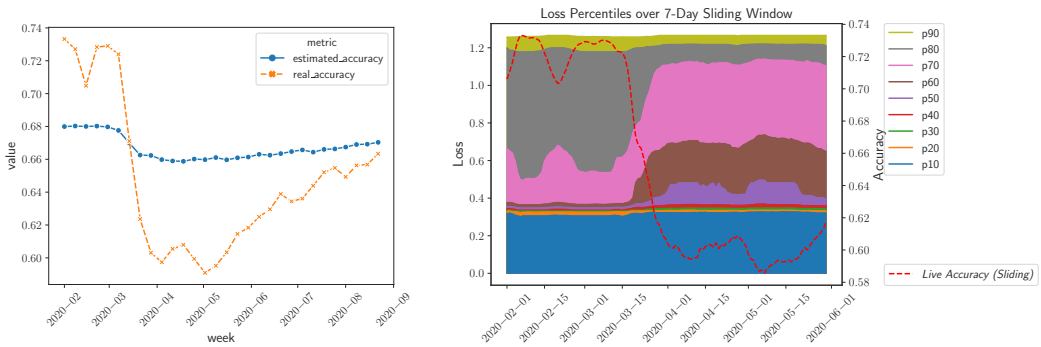 0.74
0.72
0.70
0.68
0.66
0.64
0.62
0.60
value
metric
estimated_accuracy
real_accuracy
2020−02
2020−03
2020−04
2020−05
2020−06
2020−07
2020−08
2020−09
week
Loss Percentiles over 7-Day Sliding Window
1.2
1.0
0.8
0.6
0.4
0.2
0.0
Loss
0.74
0.72
0.70
0.68
0.66
0.64
0.62
0.60
0.58
Accuracy
2020−02−01
2020−02−15
2020−03−01
2020−03−15
2020−04−01
2020−04−15
2020−05−01
2020−05−15
2020−06−01
p90
p80
p70
p60
p50
p40
p30
p20
p10
Live Accuracy (Sliding)